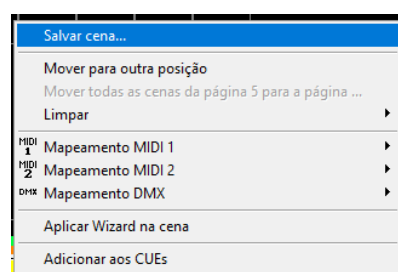 Salvar cena...
Mover para outra posição
Mover todas as cenas da página 5 para a página ...
Limpar
MIDI 1 Mapeamento MIDI 1
MIDI 2 Mapeamento MIDI 2
DMX Mapeamento DMX
Aplicar Wizard na cena
Adicionar aos CUEs